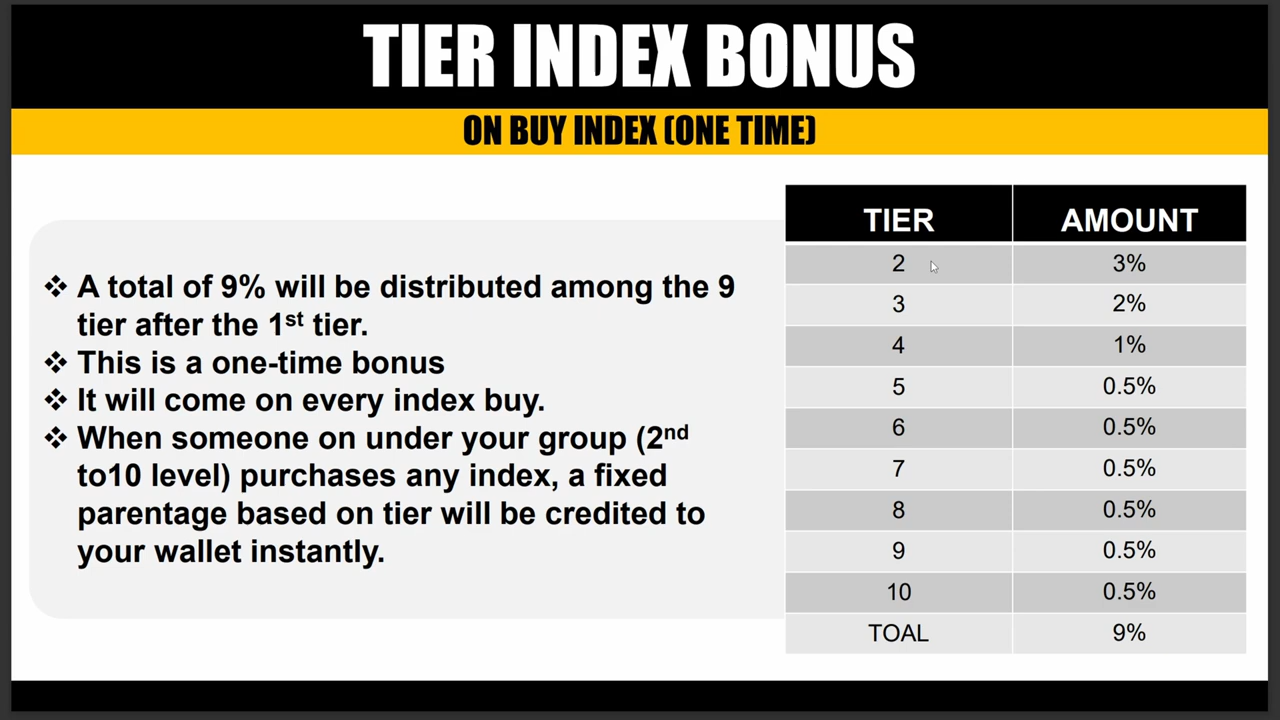 TIER INDEX BONUS
ON BUY INDEX (ONE TIME)
❖ A total of 9% will be distributed among the 9
tier after the 1st tier.
❖ This is a one-time bonus
❖ It will come on every index buy.
❖ When someone on under your group (2nd
to10 level) purchases any index, a fixed
parentage based on tier will be credited to
your wallet instantly.
TIER AMOUNT
2 3%
3 2%
4 1%
5 0.5%
6 0.5%
7 0.5%
8 0.5%
9 0.5%
10 0.5%
TOAL 9%